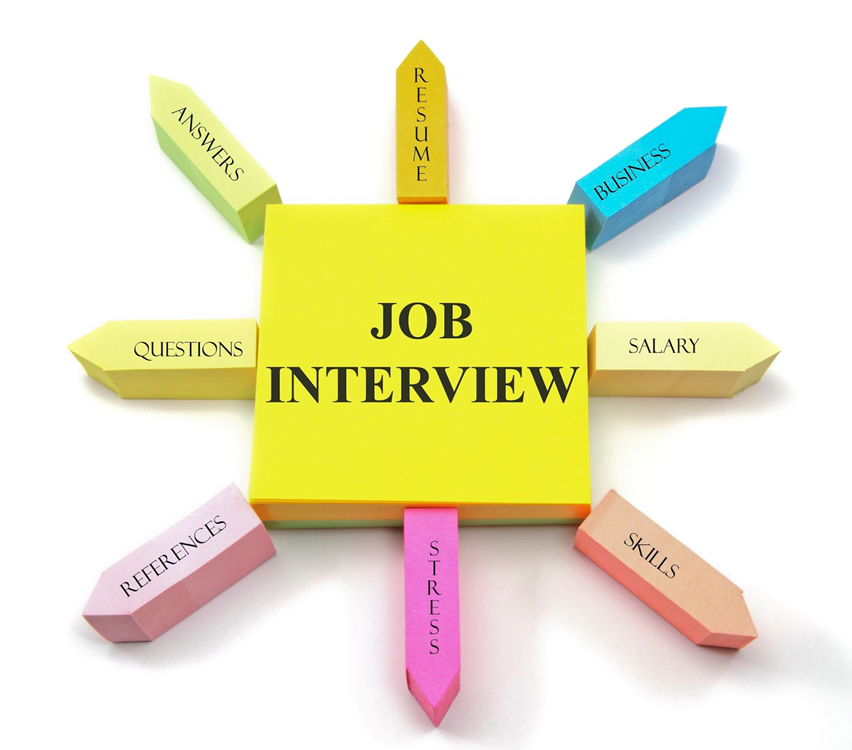 RESUME
ANSWERS
BUSINESS
JOB
INTERVIEW
QUESTIONS
SALARY
REFERENCES
STRESS
SKILLS